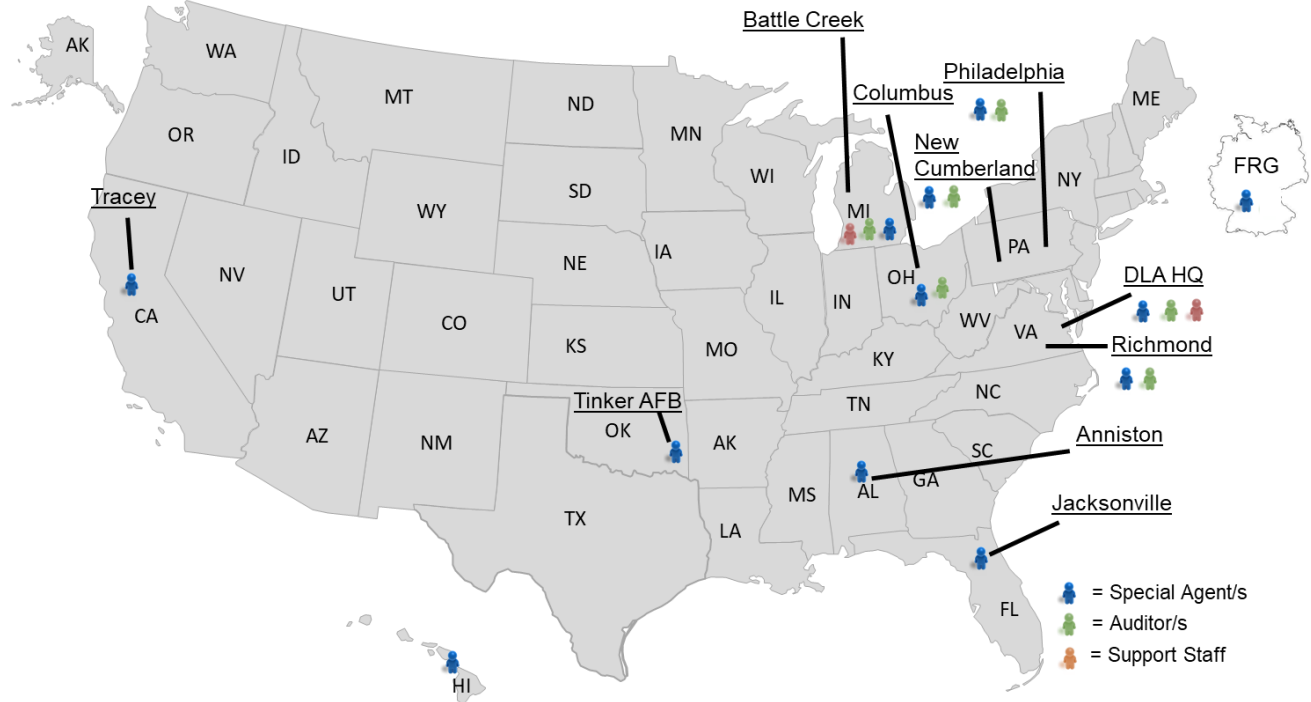 Battle Creek
AK
WA
MT
ND
MN
Philadelphia
Columbus
ME
OR
ID
SD
WI
New
Cumberland
NY
FRG
Tracey
WY
MI
PA
IA
NV
UT
NE
CO
IL
IN
OH
DLA HQ
CA
WV
VA
KS
MO
KY
Richmond
Tinker AFB
TN
NC
AZ
NM
OK
AK
SC
Anniston
MS
AL
GA
TX
LA
Jacksonville
FL
= Special Agent/s
= Auditor/s
= Support Staff
HI